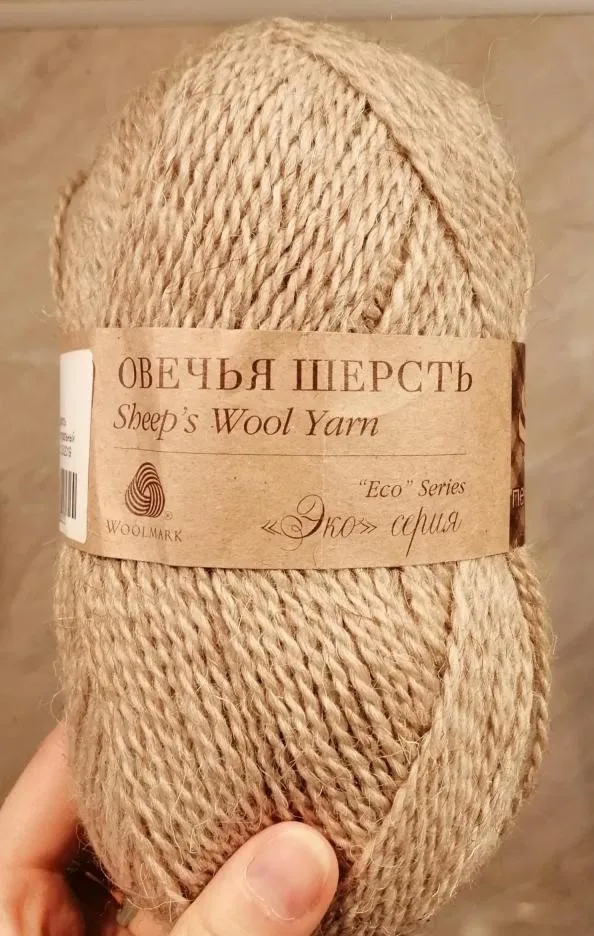 ОВЕЧЬЯ ШЕРСТЬ
Sheep's Wool Yarn
WOOLMARK
®
"Eco" Series
«Эко» серия